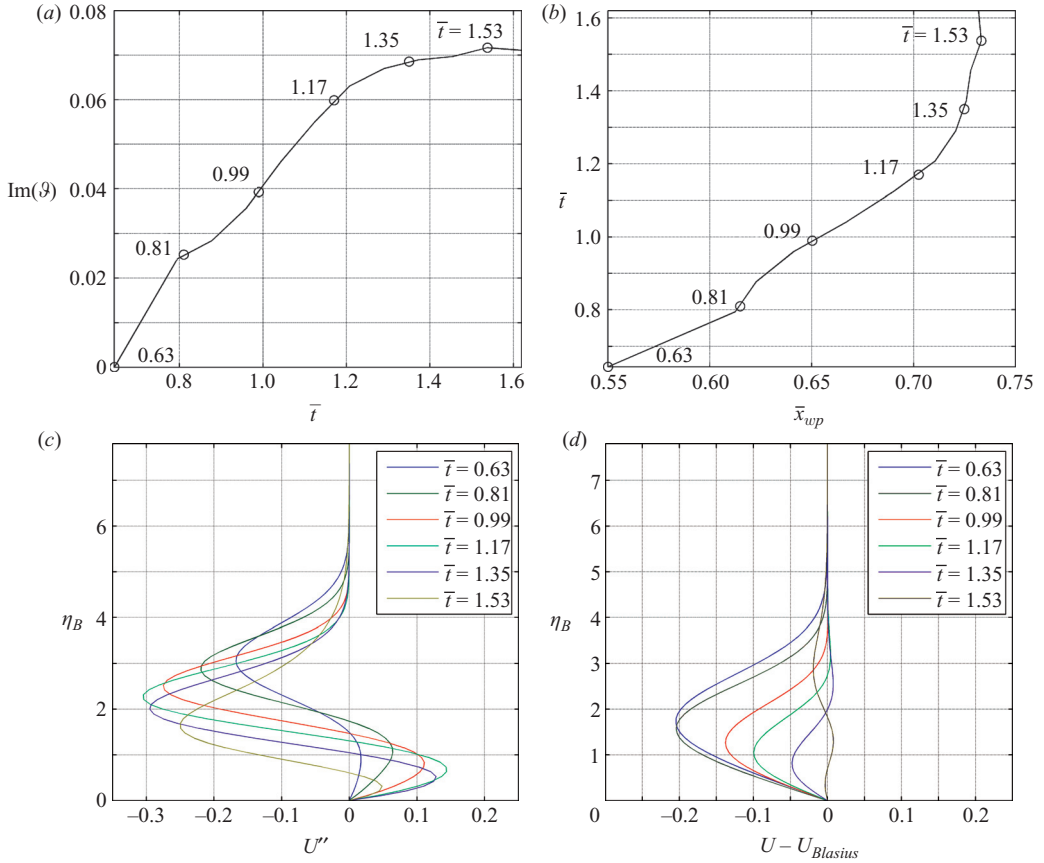 (a)
0.08
0.06
0.04
0.02
0
Im(ϑ)
t̄ = 1.53
1.35
1.17
0.99
0.81
0.63
0.8
1.0
1.2
1.4
1.6
t̄
(b)
1.6
1.4
1.2
1.0
0.8
t̄
t̄ = 1.53
1.35
1.17
0.99
0.81
0.63
0.55
0.60
0.65
0.70
0.75
x̄wp
(c)
6
4
2
0
ηB
t̄ = 0.63
t̄ = 0.81
t̄ = 0.99
t̄ = 1.17
t̄ = 1.35
t̄ = 1.53
−0.3
−0.2
−0.1
0
0.1
0.2
U″
(d)
7
6
5
4
3
2
1
0
ηB
t̄ = 0.63
t̄ = 0.81
t̄ = 0.99
t̄ = 1.17
t̄ = 1.35
t̄ = 1.53
−0.2
−0.1
0
0.1
0.2
U − UBlasius